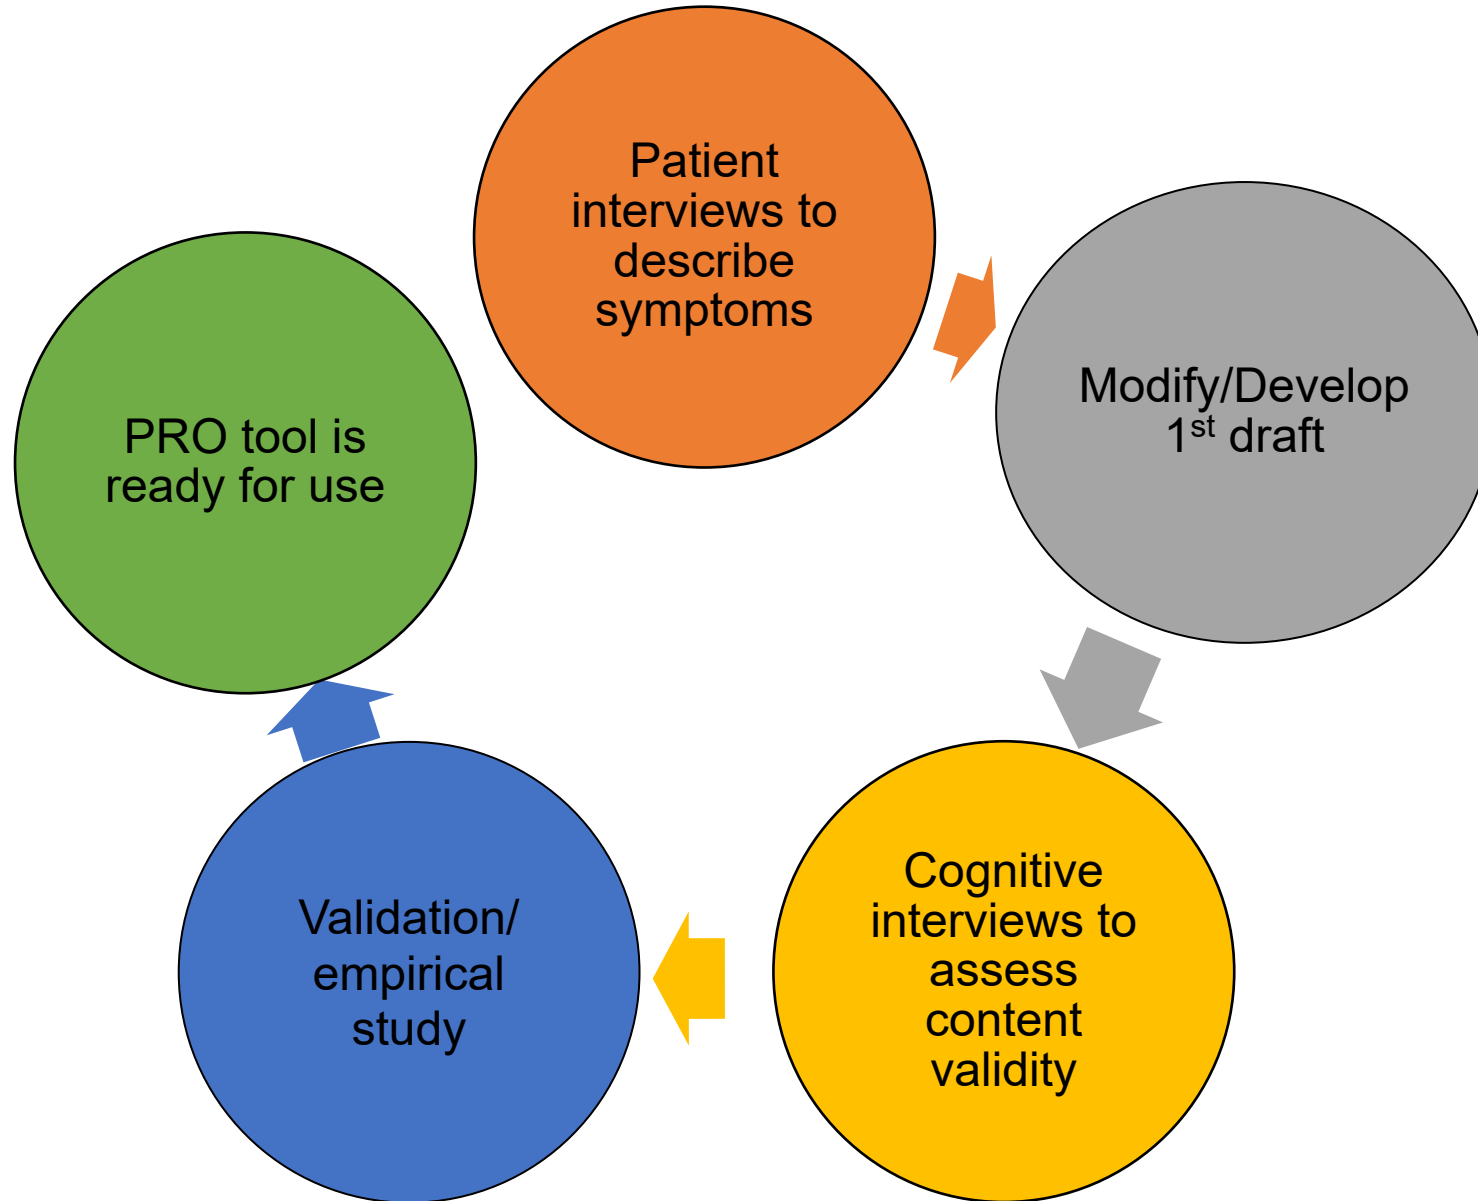 Patient
interviews to
describe
symptoms
Modify/Develop
1st draft
Cognitive
interviews to
assess
content
validity
Validation/
empirical
study
PRO tool is
ready for use